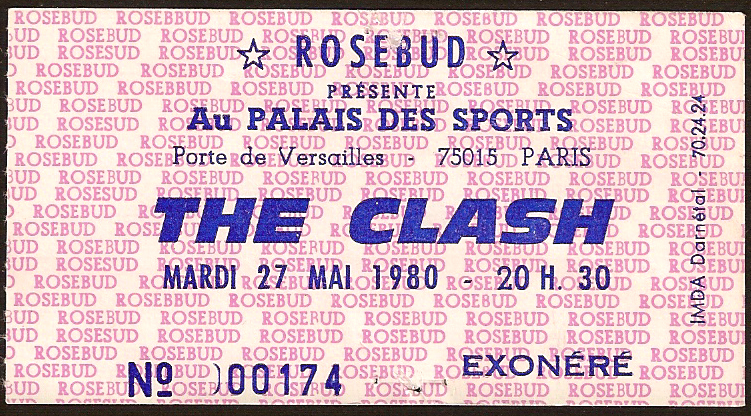 ☆ ROSEBUD ☆
PRÉSENTE
Au PALAIS DES SPORTS
Porte de Versailles - 75015 PARIS
THE CLASH
MARDI 27 MAI 1980 - 20 H. 30
EXONÉRÉ
No 000174
IMDA Darnétal - 70.24.24